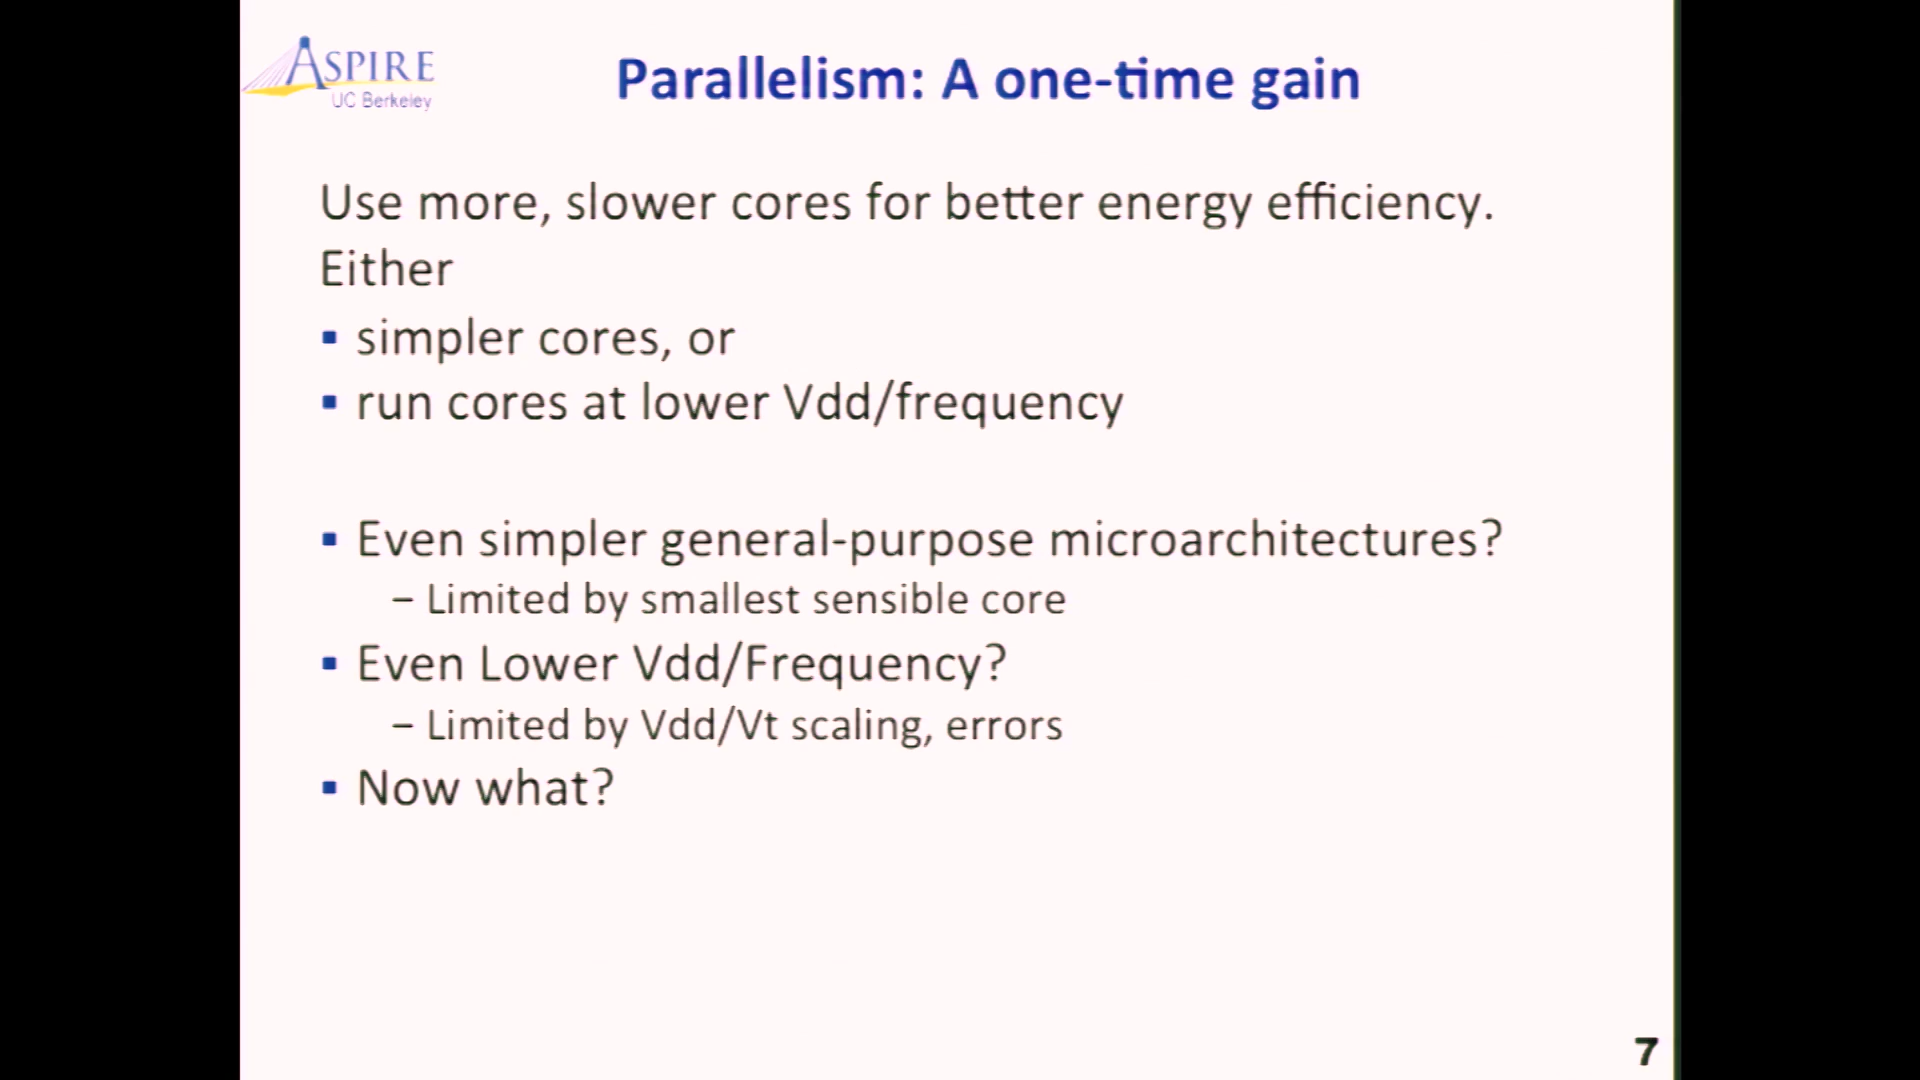 ASPIRE
UC Berkeley
Parallelism: A one-time gain
Use more, slower cores for better energy efficiency.
Either
▪ simpler cores, or
▪ run cores at lower Vdd/frequency
▪ Even simpler general-purpose microarchitectures?
– Limited by smallest sensible core
▪ Even Lower Vdd/Frequency?
– Limited by Vdd/Vt scaling, errors
▪ Now what?
7